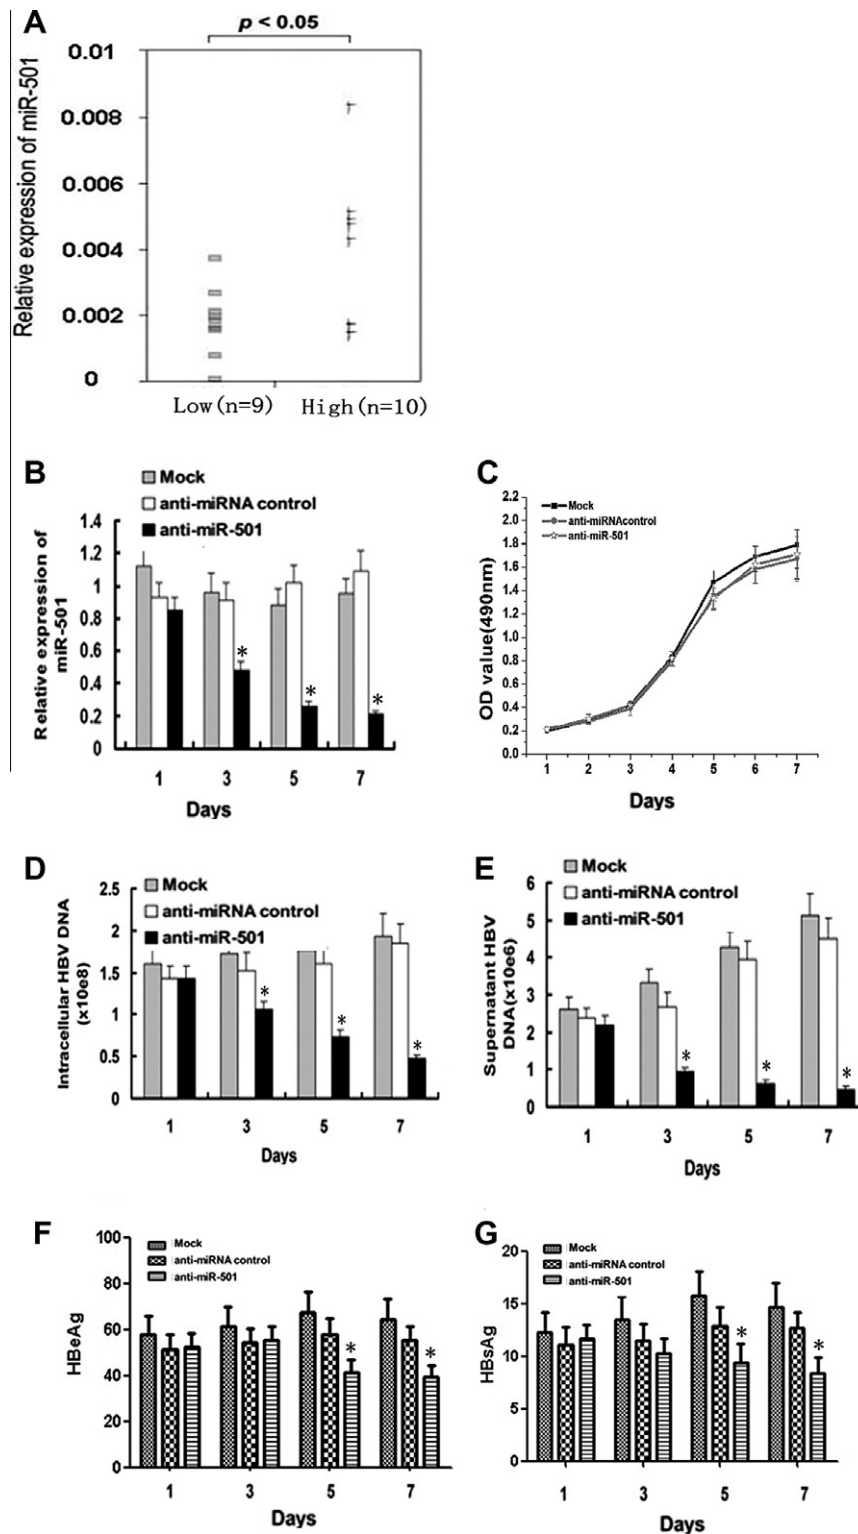 A
p < 0.05
Relative expression of miR-501
0.01
0.008
0.006
0.004
0.002
0
Low(n=9)
High(n=10)
B
Mock
anti-miRNA control
anti-miR-501
Relative expression of
miR-501
1.4
1.2
1
0.8
0.6
0.4
0.2
0
*
*
*
1
3
5
7
Days
C
Mock
anti-miRNAcontrol
anti-miR-501
OD value(490nm)
2.2
2.0
1.8
1.6
1.4
1.2
1.0
0.8
0.6
0.4
0.2
0.0
1
2
3
4
5
6
7
Days
D
Mock
anti-miRNA control
anti-miR-501
Intracellular HBV DNA
(x10e8)
2.5
2
1.5
1
0.5
0
*
*
*
1
3
5
7
Days
E
Mock
anti-miRNA control
anti-miR-501
Supernatant HBV
DNA(x10e6)
6
5
4
3
2
1
0
*
*
*
1
3
5
7
Days
F
Mock
anti-miRNA control
anti-miR-501
HBeAg
100
80
60
40
20
0
*
*
1
3
5
7
Days
G
Mock
anti-miRNA control
anti-miR-501
HBsAg
20
15
10
5
0
*
*
1
3
5
7
Days